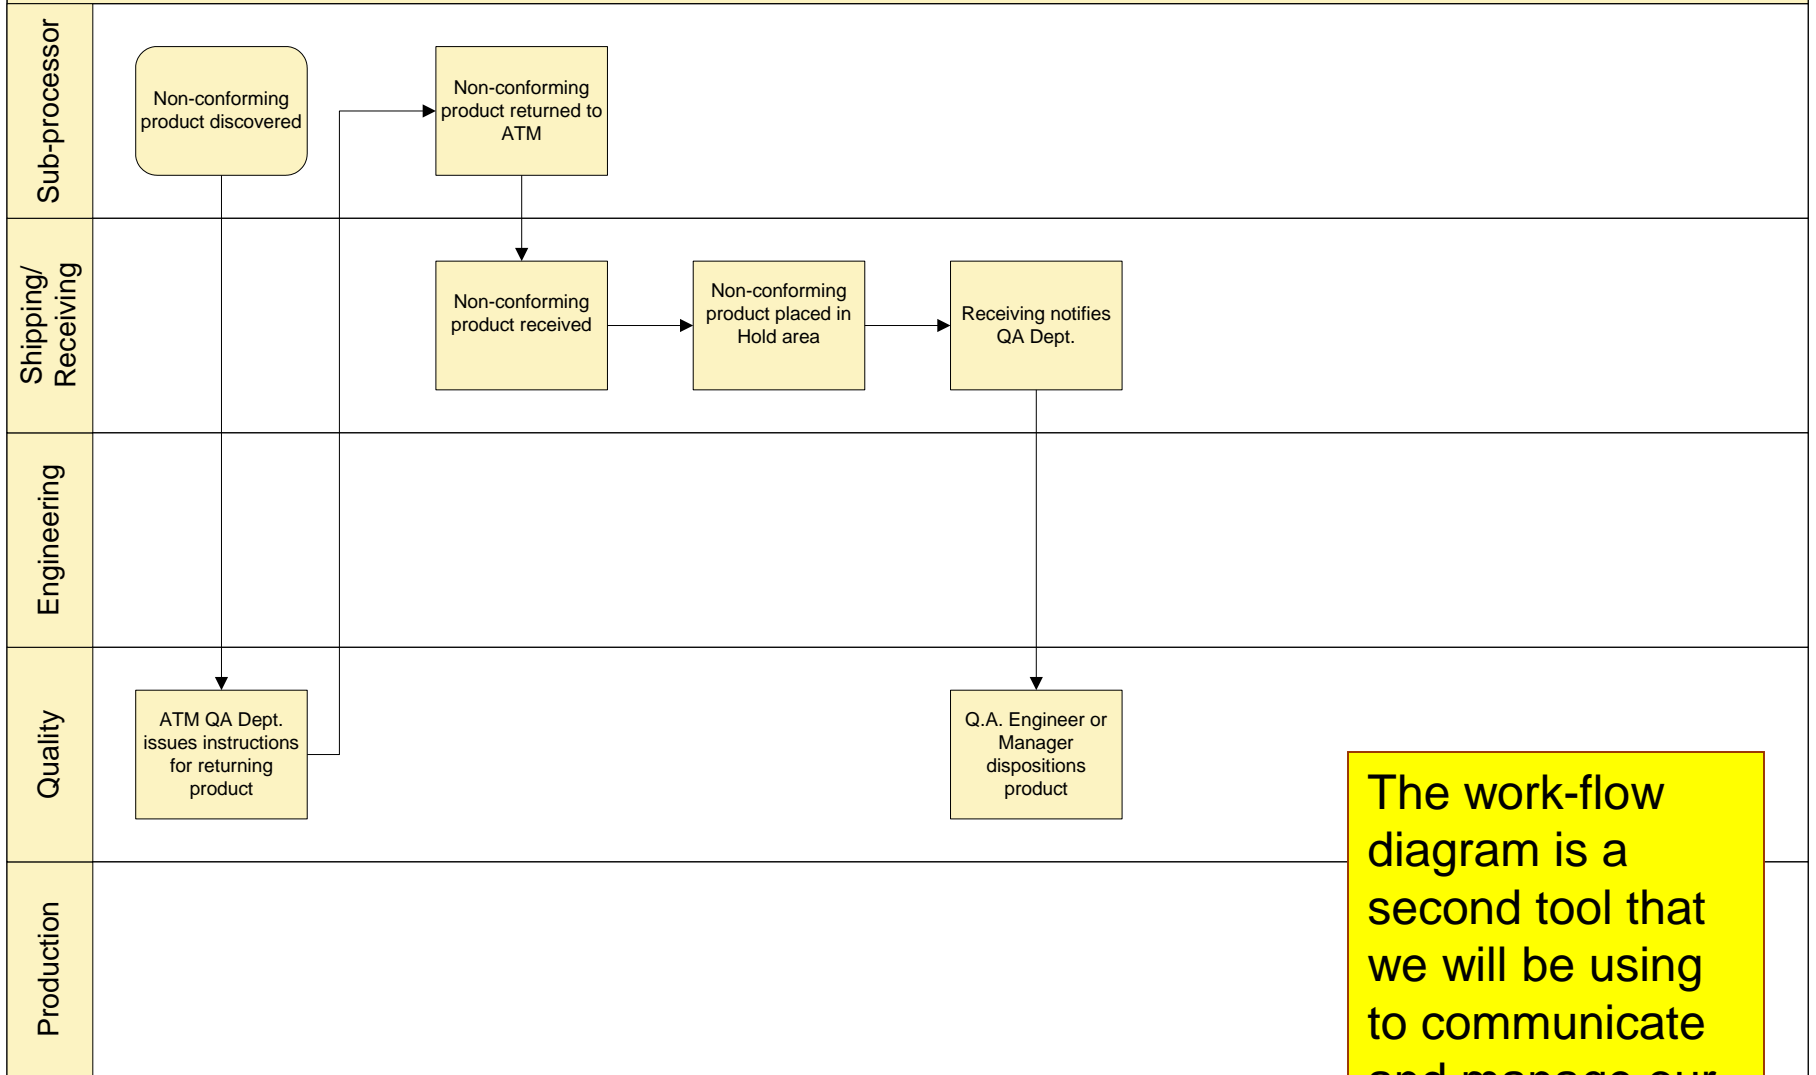 Sub-processor
Non-conforming
product discovered
Non-conforming
product returned to
ATM
Shipping/
Receiving
Non-conforming
product received
Non-conforming
product placed in
Hold area
Receiving notifies
QA Dept.
Engineering
Quality
ATM QA Dept.
issues instructions
for returning
product
Q.A. Engineer or
Manager
dispositions
product
Production
The work-flow
diagram is a
second tool that
we will be using
to communicate
and manage our